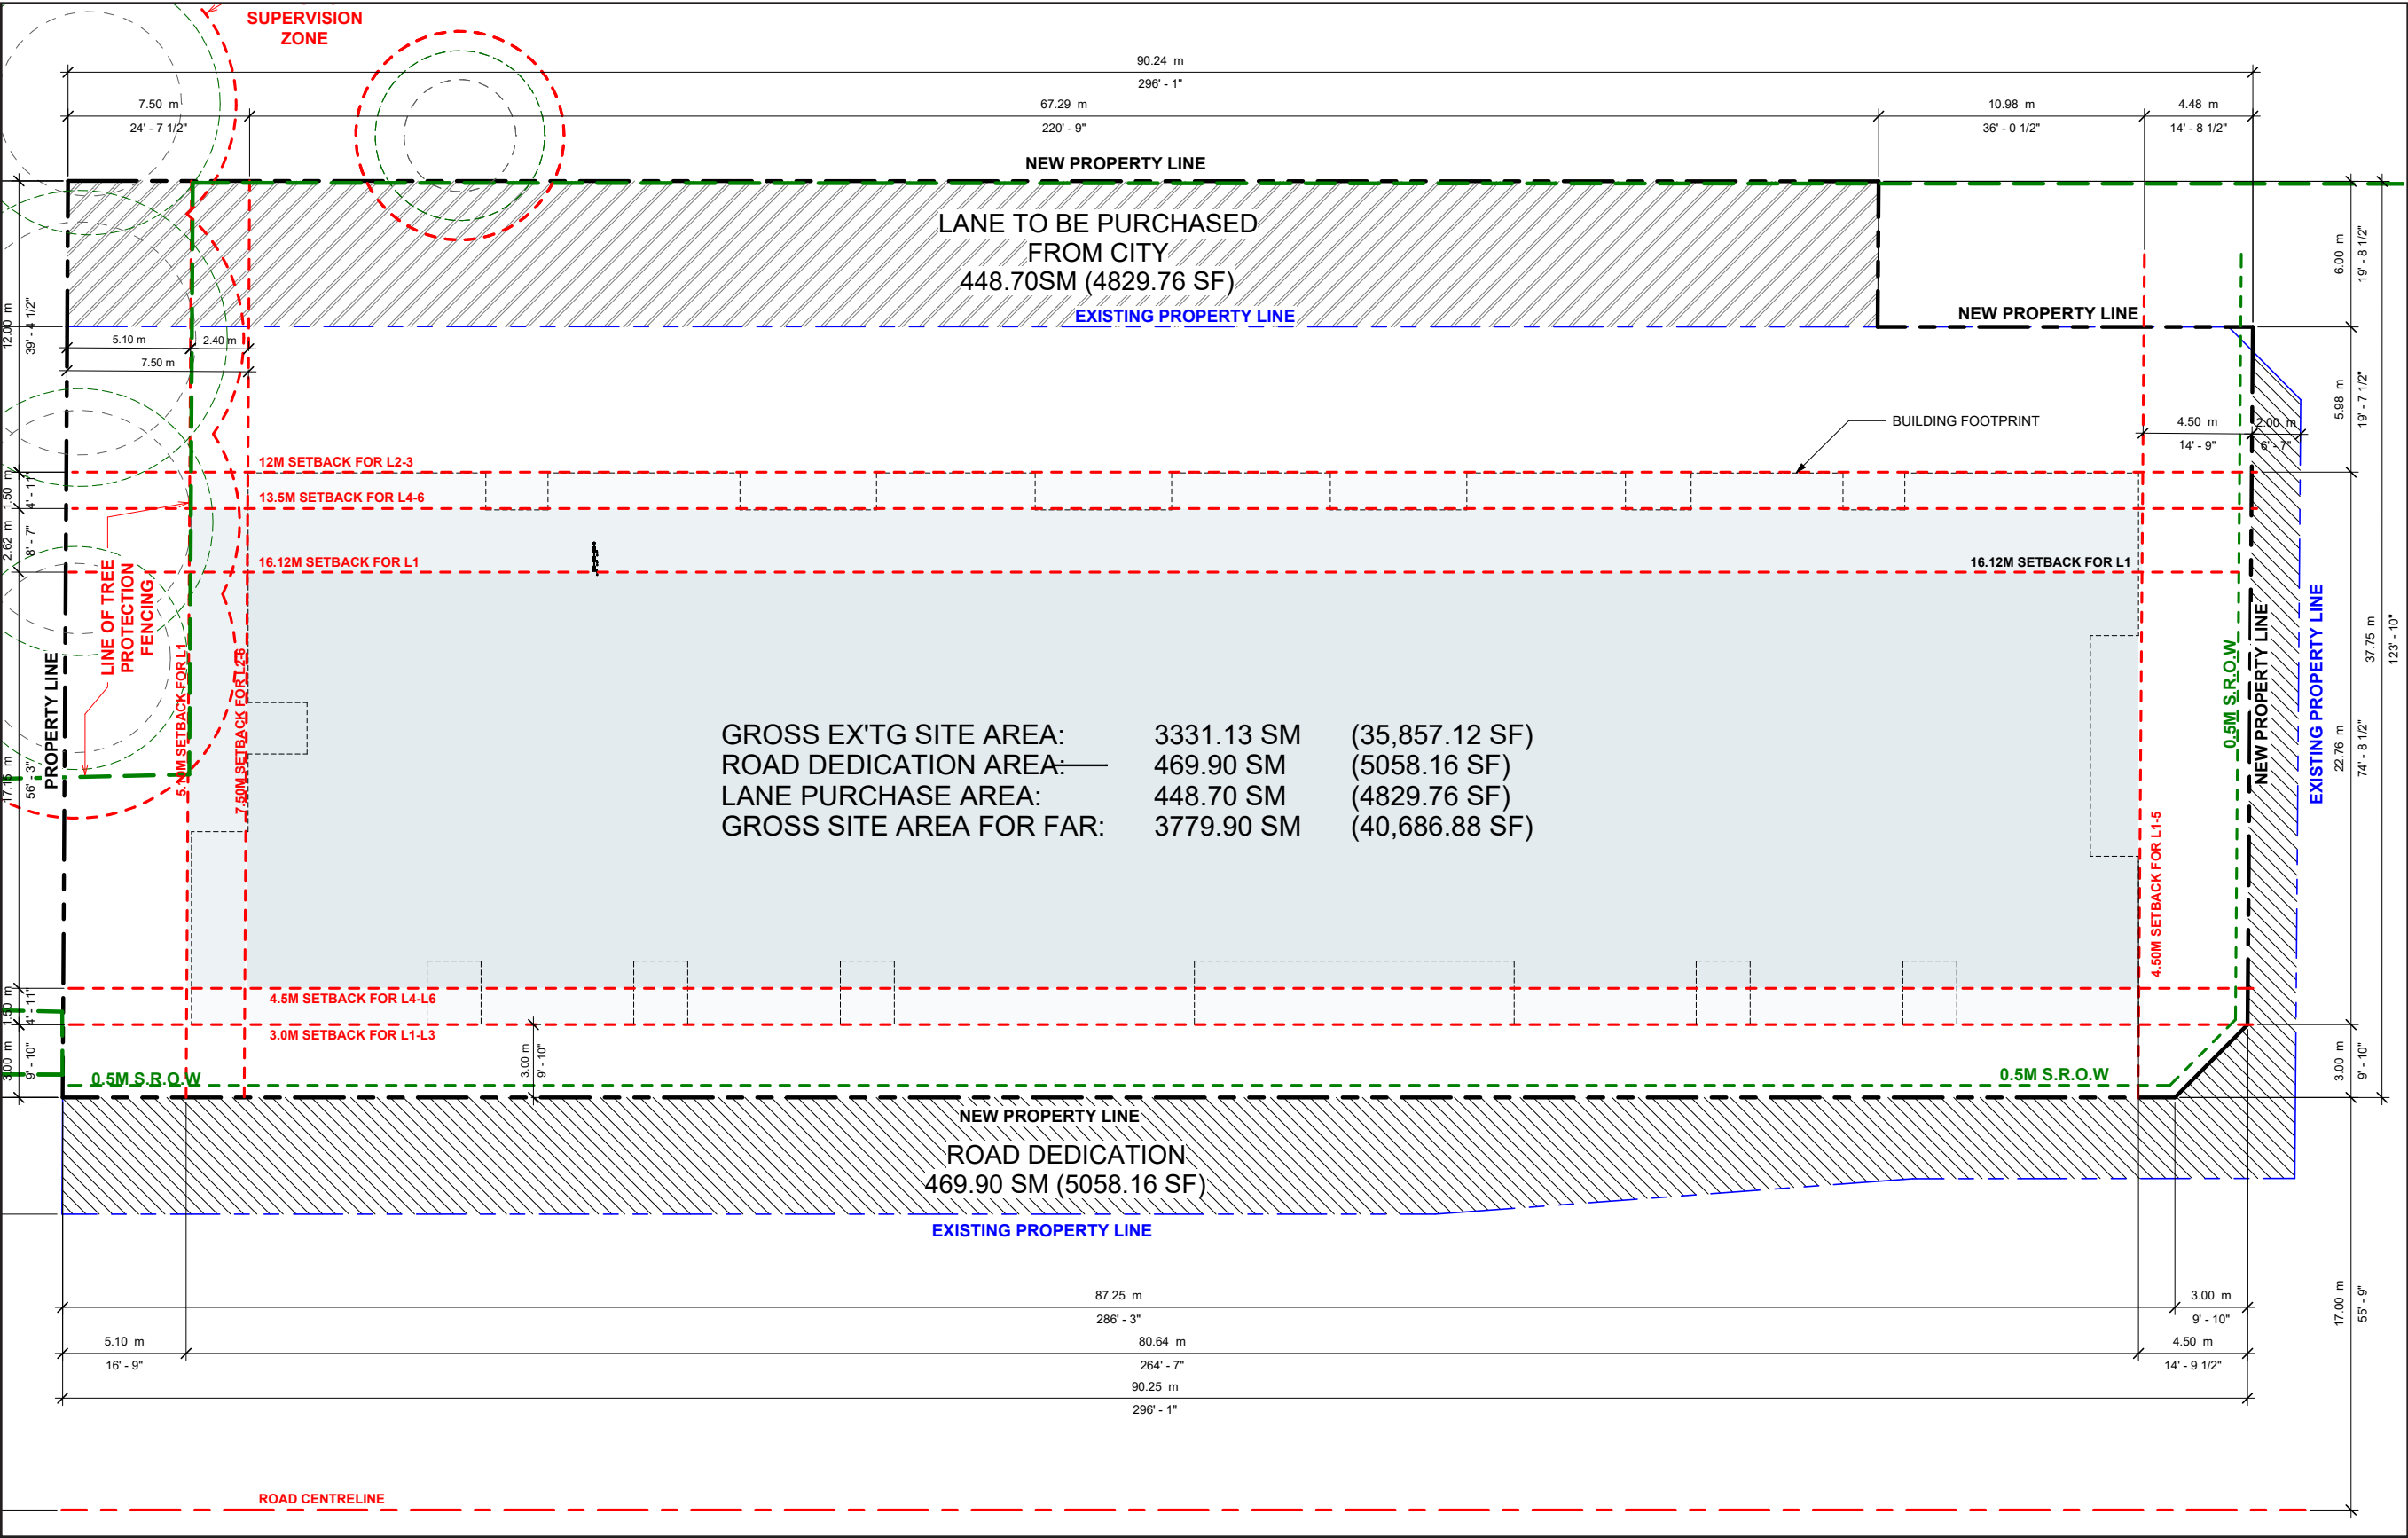 SUPERVISION
ZONE
90.24 m
296' - 1"
7.50 m
24' - 7 1/2"
67.29 m
220' - 9"
10.98 m
36' - 0 1/2"
4.48 m
14' - 8 1/2"
NEW PROPERTY LINE
LANE TO BE PURCHASED
FROM CITY
448.70SM (4829.76 SF)
EXISTING PROPERTY LINE
NEW PROPERTY LINE
6.00 m
19' - 8 1/2"
12.00 m
39' - 4 1/2"
5.10 m
2.40 m
7.50 m
5.98 m
19' - 7 1/2"
BUILDING FOOTPRINT
4.50 m
14' - 9"
2.00 m
6' - 7"
12M SETBACK FOR L2-3
13.5M SETBACK FOR L4-6
16.12M SETBACK FOR L1
16.12M SETBACK FOR L1
1.50 m
4' - 11"
2.62 m
8' - 7"
LINE OF TREE
PROTECTION
FENCING
PROPERTY LINE
5.10M SETBACK FOR L1
7.50M SETBACK FOR L2-6
17.15 m
56' - 3"
GROSS EX'TG SITE AREA: 3331.13 SM (35,857.12 SF)
ROAD DEDICATION AREA: 469.90 SM (5058.16 SF)
LANE PURCHASE AREA: 448.70 SM (4829.76 SF)
GROSS SITE AREA FOR FAR: 3779.90 SM (40,686.88 SF)
0.5M S.R.O.W
NEW PROPERTY LINE
EXISTING PROPERTY LINE
22.76 m
74' - 8 1/2"
37.75 m
123' - 10"
4.50M SETBACK FOR L1-5
1.50 m
4' - 11"
4.5M SETBACK FOR L4-L6
3.0M SETBACK FOR L1-L3
3.00 m
9' - 10"
3.00 m
9' - 10"
3.00 m
9' - 10"
0.5M S.R.O.W
0.5M S.R.O.W
NEW PROPERTY LINE
ROAD DEDICATION
469.90 SM (5058.16 SF)
EXISTING PROPERTY LINE
87.25 m
286' - 3"
3.00 m
9' - 10"
5.10 m
16' - 9"
80.64 m
264' - 7"
4.50 m
14' - 9 1/2"
90.25 m
296' - 1"
17.00 m
55' - 9"
ROAD CENTRELINE